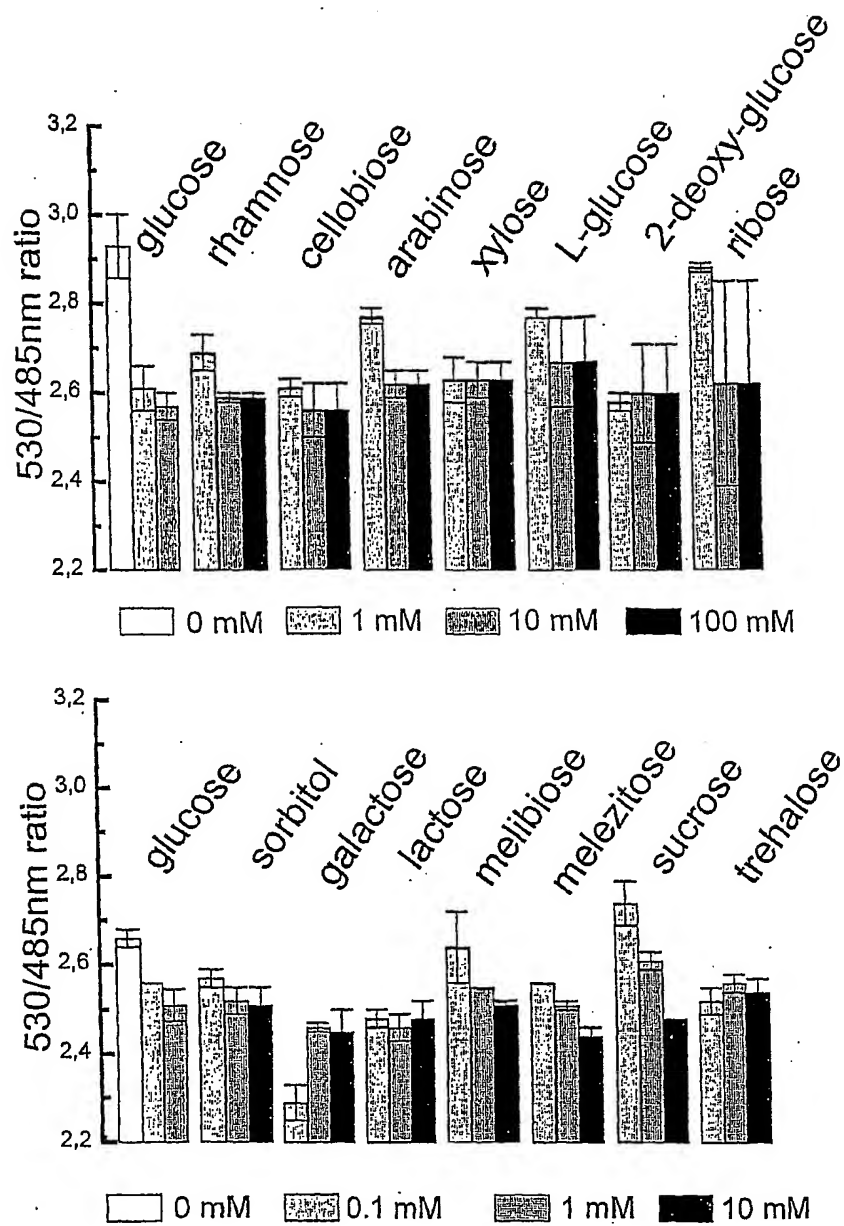 3,2
3,0
2,8
2,6
2,4
2,2
530/485nm ratio
glucose
rhamnose
cellobiose
arabinose
xylose
L-glucose
2-deoxy-glucose
ribose
0 mM 1 mM 10 mM 100 mM
3,2
3,0
2,8
2,6
2,4
2,2
530/485nm ratio
glucose
sorbitol
galactose
lactose
melibiose
melezitose
sucrose
trehalose
0 mM 0.1 mM 1 mM 10 mM